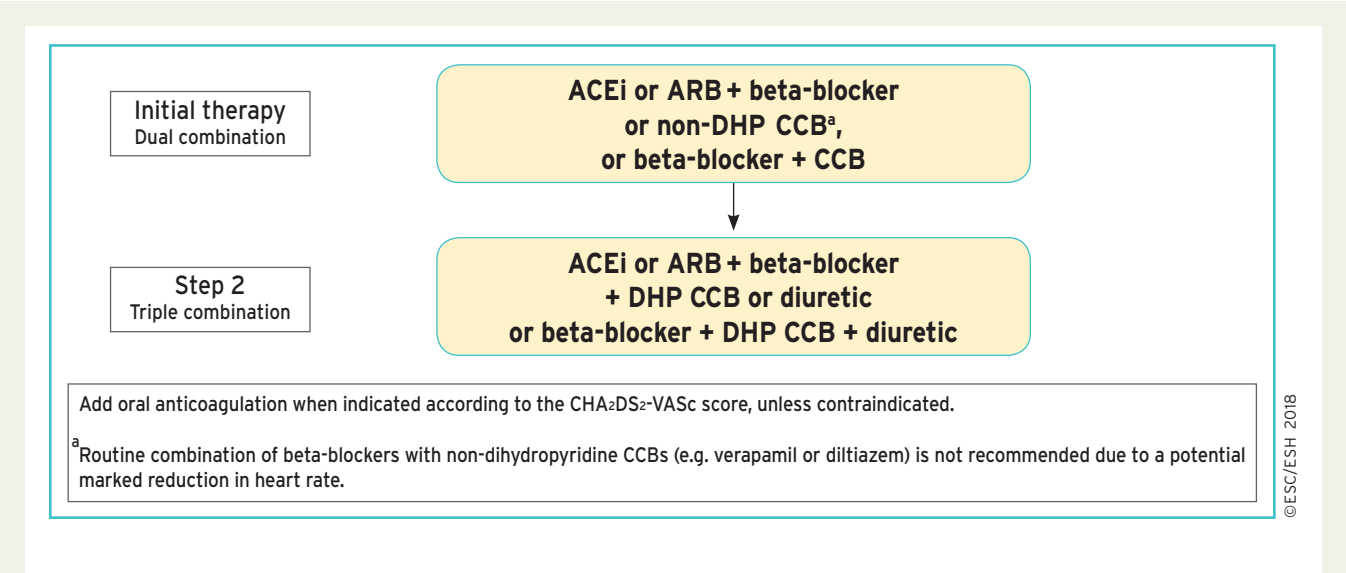 Initial therapy
Dual combination
ACEi or ARB + beta-blocker
or non-DHP CCBᵃ,
or beta-blocker + CCB
Step 2
Triple combination
ACEi or ARB + beta-blocker
+ DHP CCB or diuretic
or beta-blocker + DHP CCB + diuretic
Add oral anticoagulation when indicated according to the CHA₂DS₂-VASc score, unless contraindicated.
ᵃRoutine combination of beta-blockers with non-dihydropyridine CCBs (e.g. verapamil or diltiazem) is not recommended due to a potential
marked reduction in heart rate.
©ESC/ESH 2018